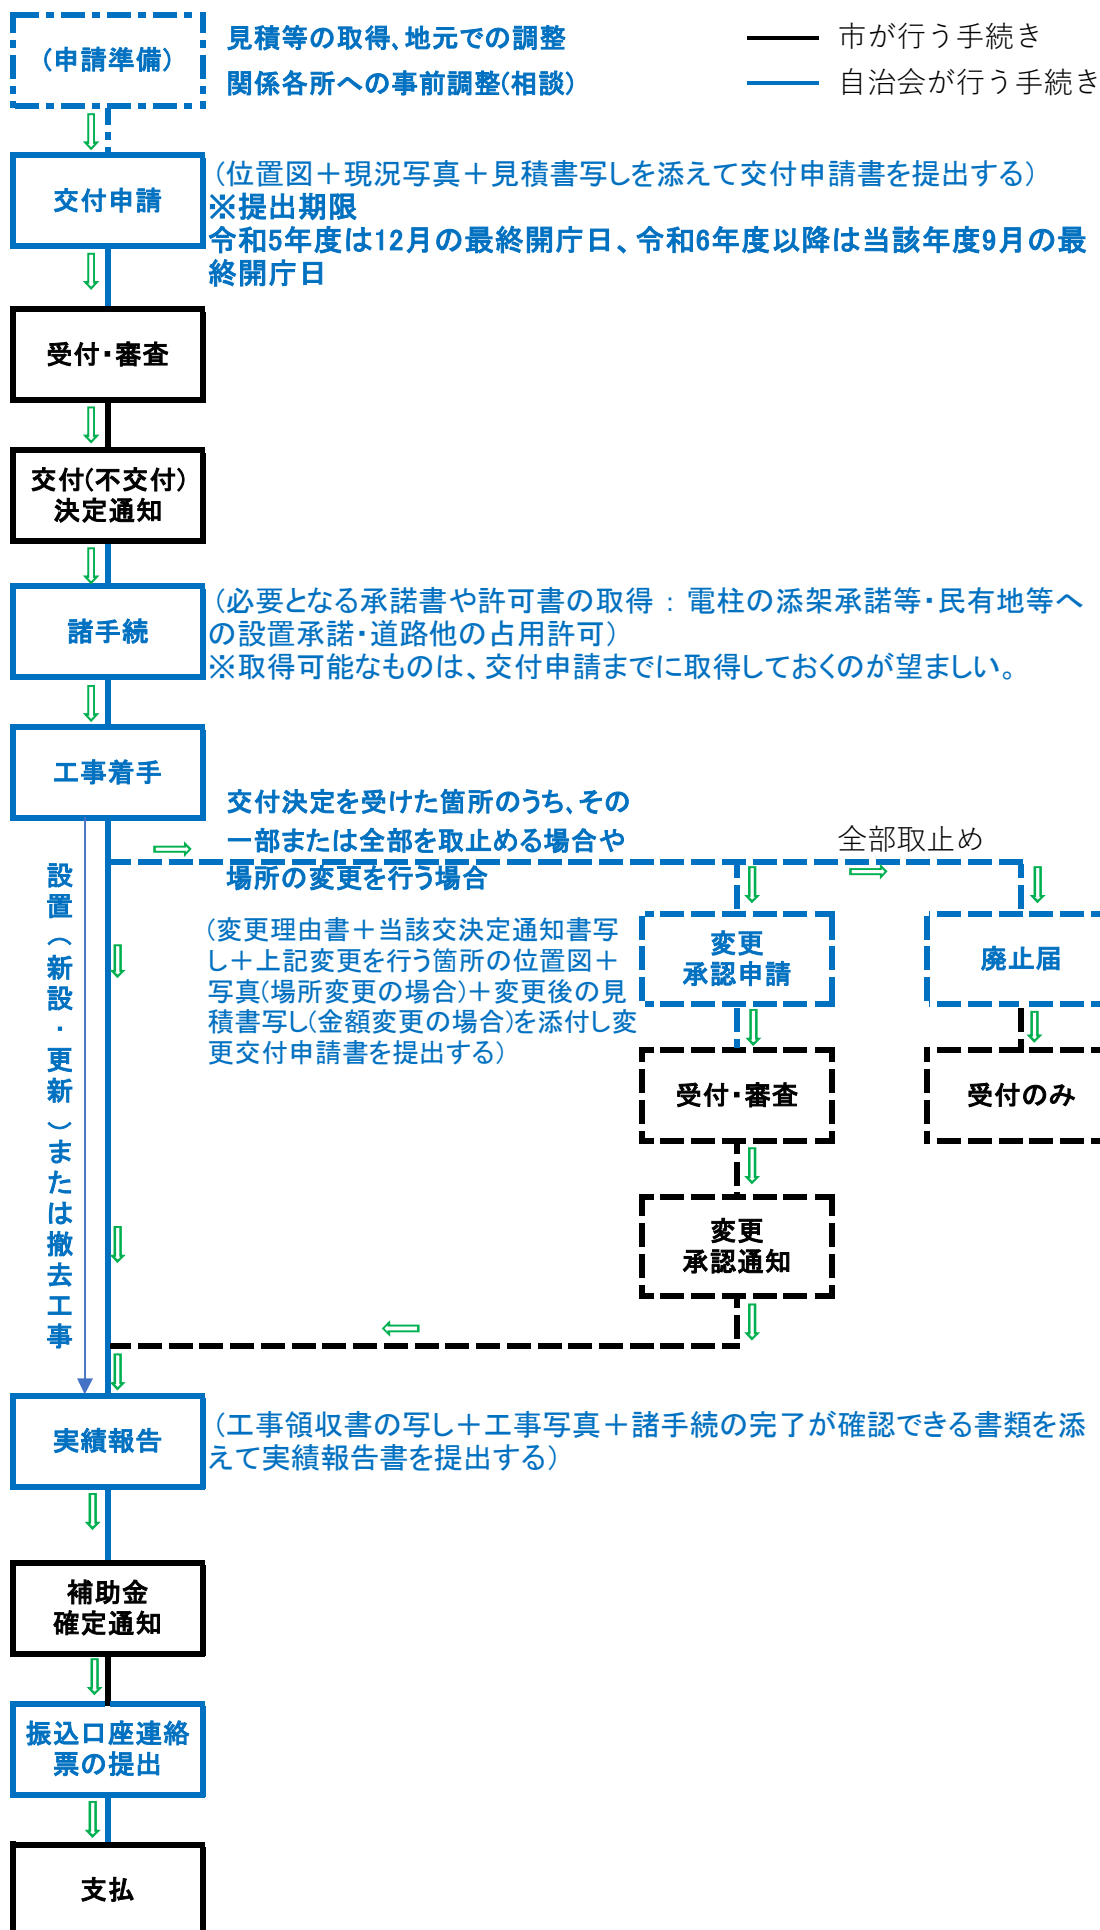 (申請準備)
見積等の取得、地元での調整
関係各所への事前調整(相談)
市が行う手続き
自治会が行う手続き
交付申請
(位置図+現況写真+見積書写しを添えて交付申請書を提出する)
※提出期限
令和5年度は12月の最終開庁日、令和6年度以降は当該年度9月の最
終開庁日
受付・審査
交付(不交付)
決定通知
諸手続
(必要となる承諾書や許可書の取得:電柱の添架承諾等・民有地等へ
の設置承諾・道路他の占用許可)
※取得可能なものは、交付申請までに取得しておくのが望ましい。
工事着手
交付決定を受けた箇所のうち、その
一部または全部を取止める場合や
場所の変更を行う場合
全部取止め
設置(新設・更新)または撤去工事
(変更理由書+当該交決定通知書写
し+上記変更を行う箇所の位置図+
写真(場所変更の場合)+変更後の見
積書写し(金額変更の場合)を添付し変
更交付申請書を提出する)
変更
承認申請
廃止届
受付・審査
受付のみ
変更
承認通知
実績報告
(工事領収書の写し+工事写真+諸手続の完了が確認できる書類を添
えて実績報告書を提出する)
補助金
確定通知
振込口座連絡
票の提出
支払